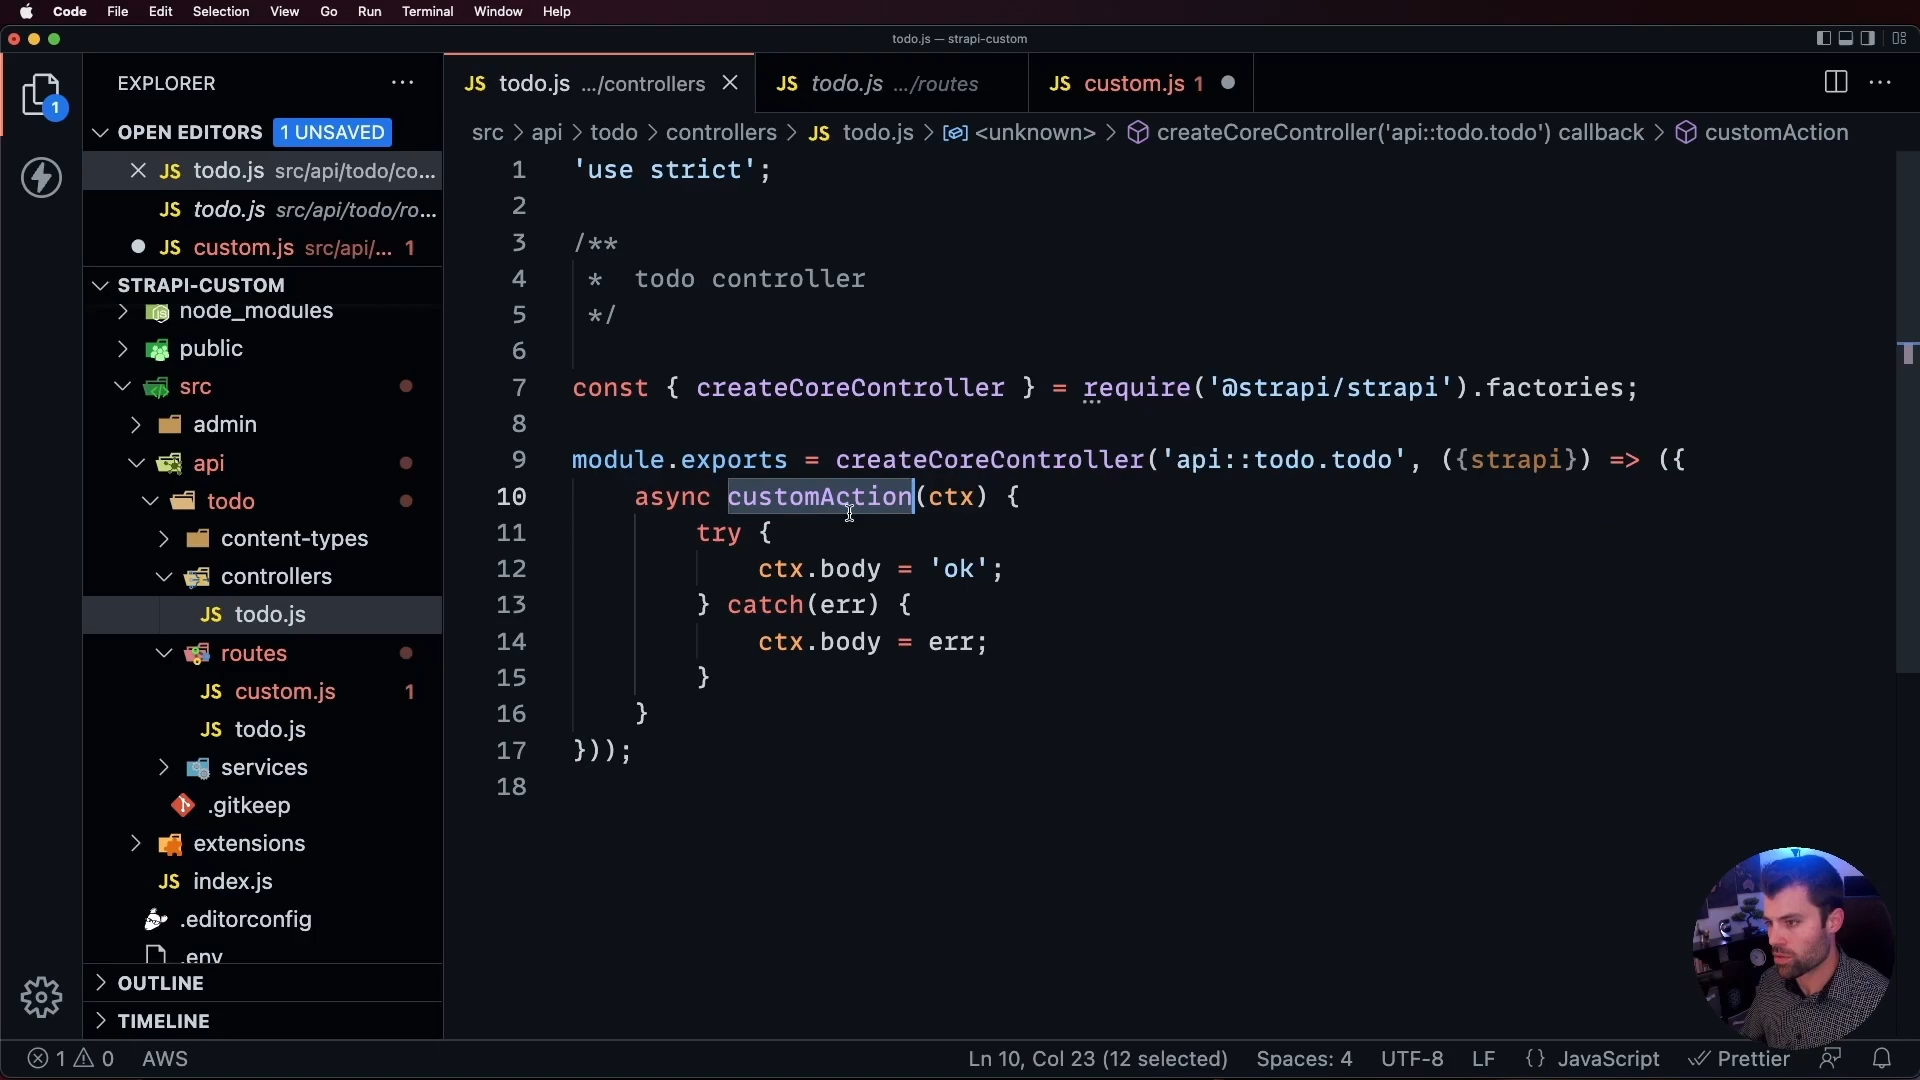 Code File Edit Selection View Go Run Terminal Window Help
todo.js — strapi-custom
EXPLORER
JS todo.js .../controllers
JS todo.js .../routes
JS custom.js 1
OPEN EDITORS 1 UNSAVED
src > api > todo > controllers > JS todo.js > <unknown> > createCoreController('api::todo.todo') callback > customAction
JS todo.js src/api/todo/co...
JS todo.js src/api/todo/ro...
JS custom.js src/api/... 1
STRAPI-CUSTOM
node_modules
public
src
admin
api
todo
content-types
controllers
JS todo.js
routes
JS custom.js 1
JS todo.js
services
.gitkeep
extensions
JS index.js
.editorconfig
.env
OUTLINE
TIMELINE
1 'use strict';
2
3 /**
4 * todo controller
5 */
6
7 const { createCoreController } = require('@strapi/strapi').factories;
8
9 module.exports = createCoreController('api::todo.todo', ({strapi}) => ({
10 async customAction(ctx) {
11 try {
12 ctx.body = 'ok';
13 } catch(err) {
14 ctx.body = err;
15 }
16 }
17 }));
18
1 0 AWS
Ln 10, Col 23 (12 selected) Spaces: 4 UTF-8 LF {} JavaScript Prettier
1